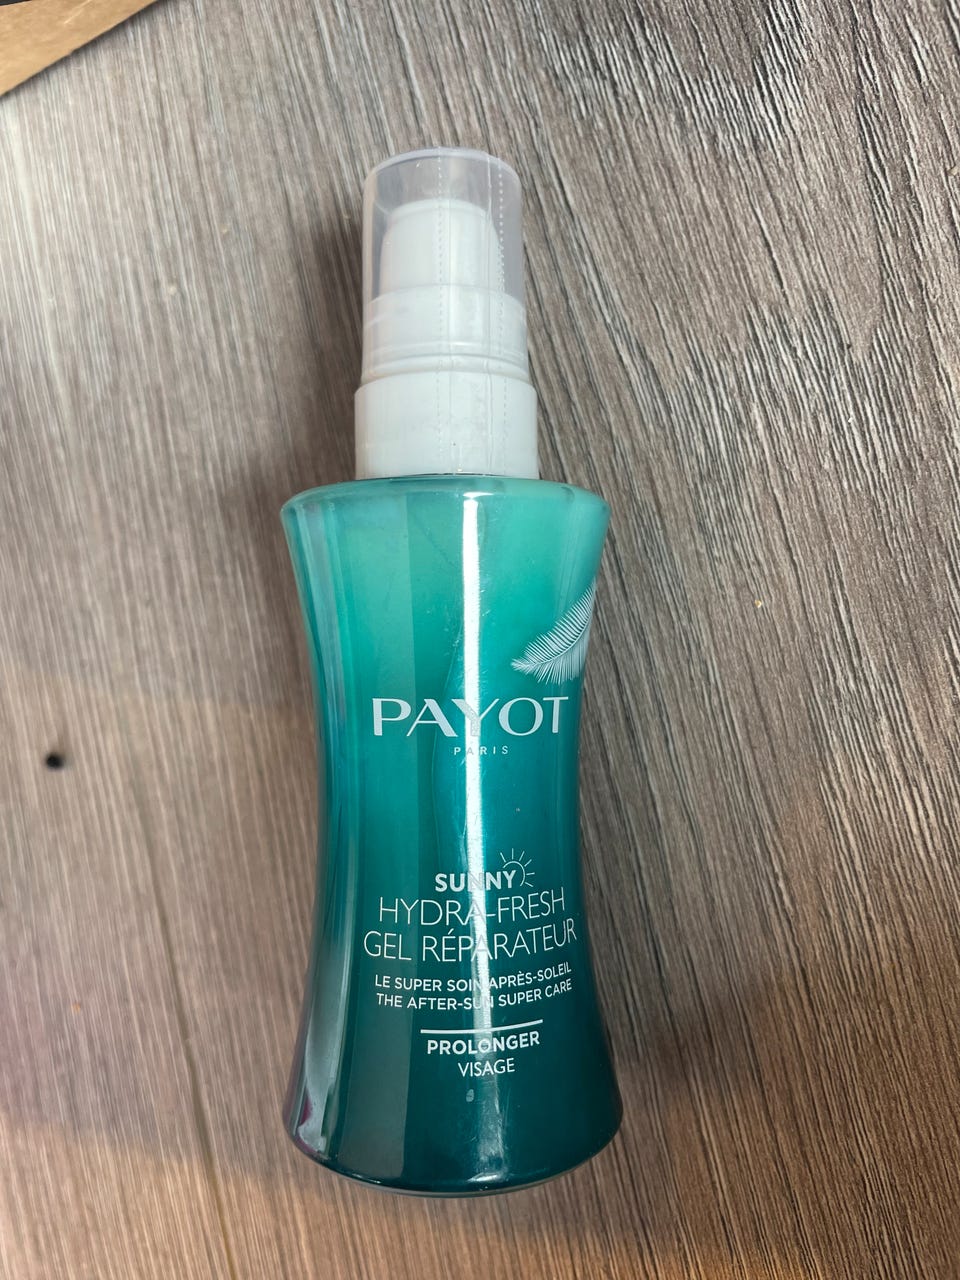 PAYOT
PARIS
SUNNY
HYDRA-FRESH
GEL RÉPARATEUR
LE SUPER SOIN APRÈS-SOLEIL
THE AFTER-SUN SUPER CARE
PROLONGER
VISAGE